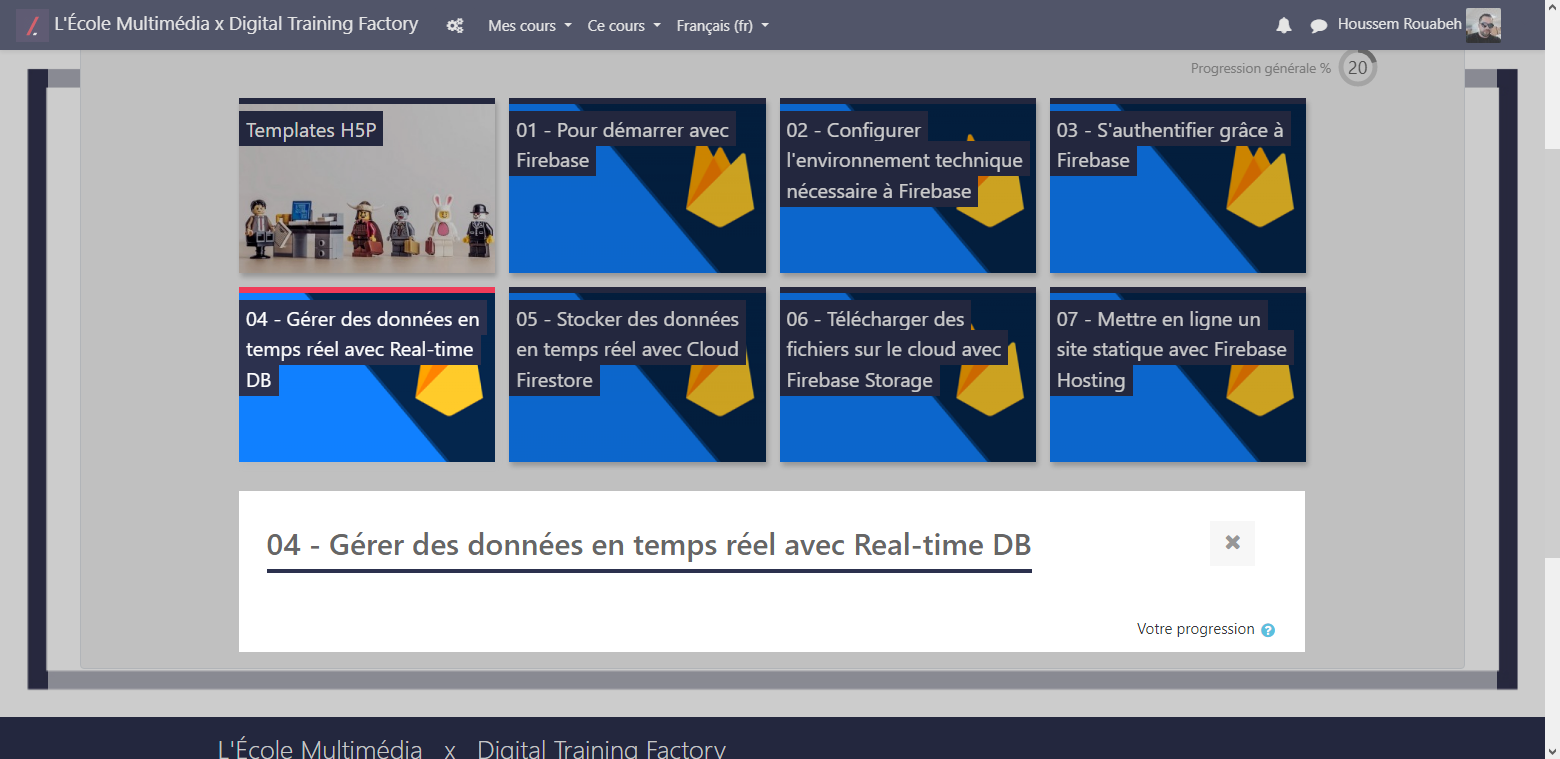 L'École Multimédia x Digital Training Factory
Mes cours
Ce cours
Français (fr)
Houssem Rouabeh
Progression générale %
20
Templates H5P
01 - Pour démarrer avec
Firebase
02 - Configurer
l'environnement technique
nécessaire à Firebase
03 - S'authentifier grâce à
Firebase
04 - Gérer des données en
temps réel avec Real-time
DB
05 - Stocker des données
en temps réel avec Cloud
Firestore
06 - Télécharger des
fichiers sur le cloud avec
Firebase Storage
07 - Mettre en ligne un
site statique avec Firebase
Hosting
04 - Gérer des données en temps réel avec Real-time DB
Votre progression
L'École Multimédia x Digital Training Factory